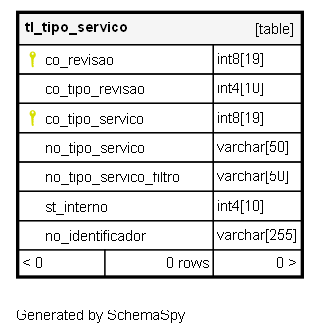 tl_tipo_servico [table]
co_revisao int8[19]
co_tipo_revisao int4[10]
co_tipo_servico int8[19]
no_tipo_servico varchar[50]
no_tipo_servico_filtro varchar[50]
st_interno int4[10]
no_identificador varchar[255]
< 0 0 rows 0 >
Generated by SchemaSpy